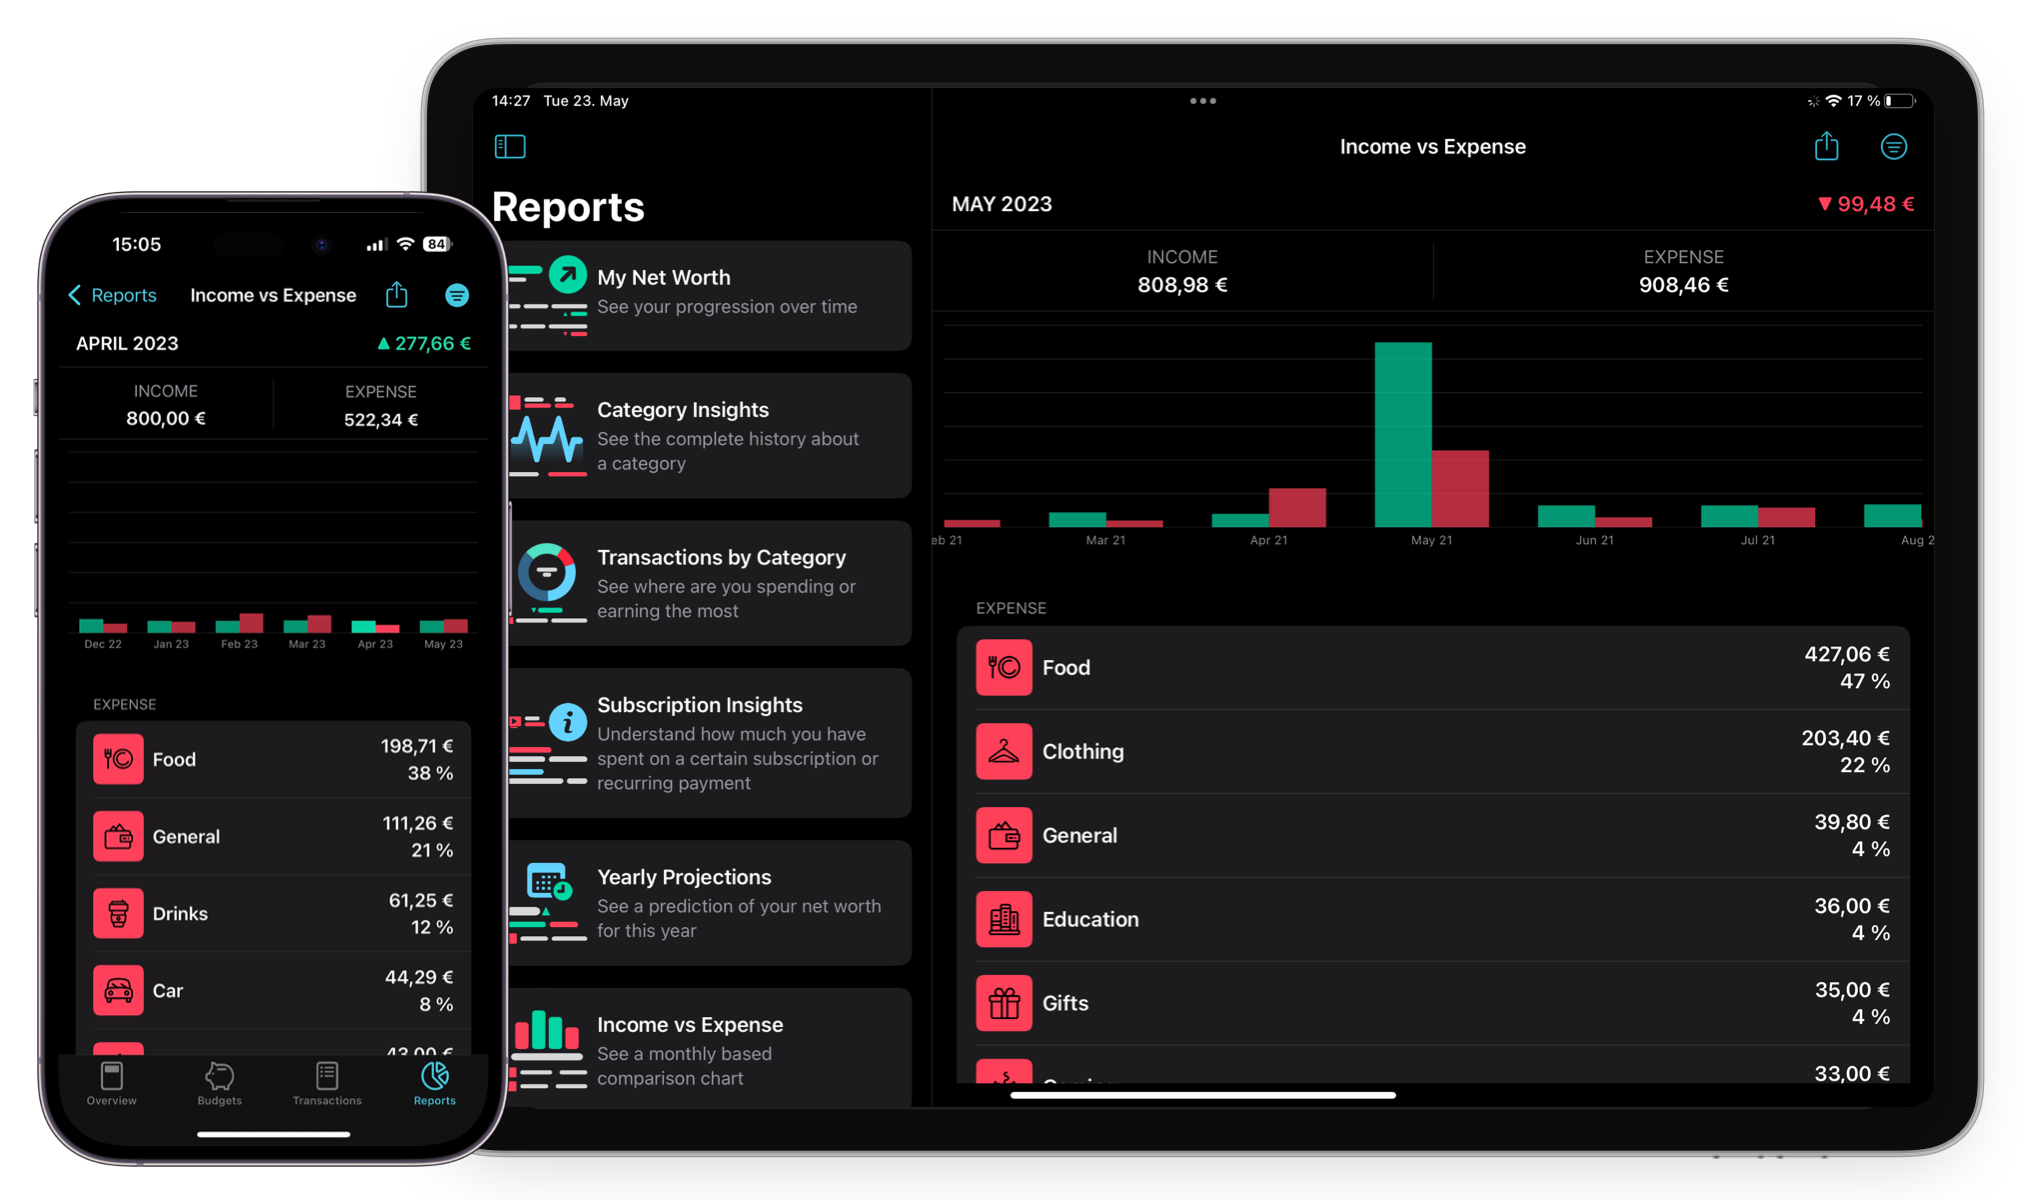 15:05
84
Reports
Income vs Expense
APRIL 2023
▲ 277,66 €
INCOME
800,00 €
EXPENSE
522,34 €
Dec 22
Jan 23
Feb 23
Mar 23
Apr 23
May 23
EXPENSE
Food
198,71 €
38 %
General
111,26 €
21 %
Drinks
61,25 €
12 %
Car
44,29 €
8 %
43,00 €
Overview
Budgets
Transactions
Reports
14:27 Tue 23. May
17 %
Reports
My Net Worth
See your progression over time
Category Insights
See the complete history about
a category
Transactions by Category
See where are you spending or
earning the most
Subscription Insights
Understand how much you have
spent on a certain subscription or
recurring payment
Yearly Projections
See a prediction of your net worth
for this year
Income vs Expense
See a monthly based
comparison chart
Income vs Expense
MAY 2023
▼ 99,48 €
INCOME
808,98 €
EXPENSE
908,46 €
eb 21
Mar 21
Apr 21
May 21
Jun 21
Jul 21
Aug 2
EXPENSE
Food
427,06 €
47 %
Clothing
203,40 €
22 %
General
39,80 €
4 %
Education
36,00 €
4 %
Gifts
35,00 €
4 %
33,00 €